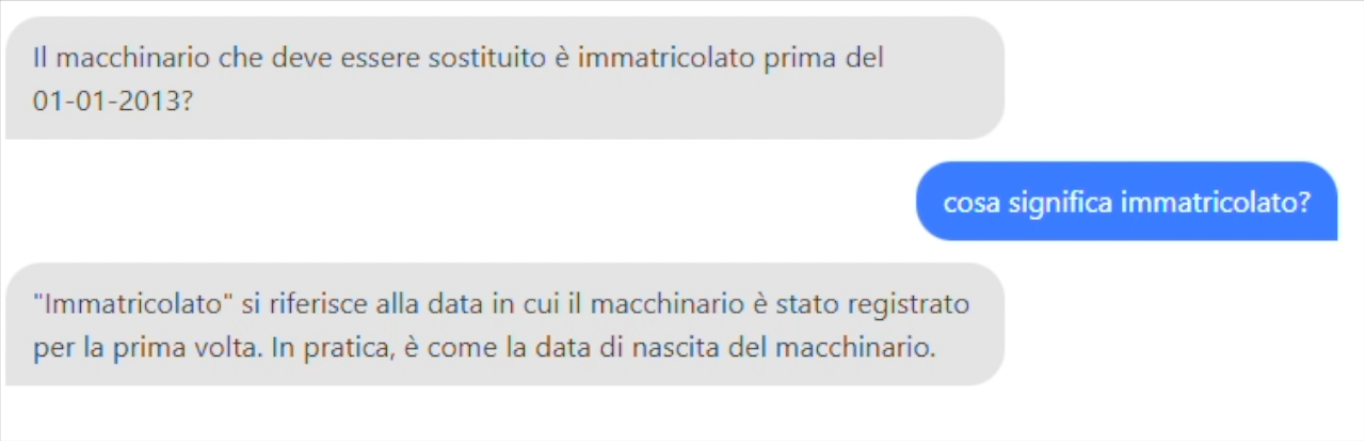 Il macchinario che deve essere sostituito è immatricolato prima del
01-01-2013?
cosa significa immatricolato?
"Immatricolato" si riferisce alla data in cui il macchinario è stato registrato
per la prima volta. In pratica, è come la data di nascita del macchinario.